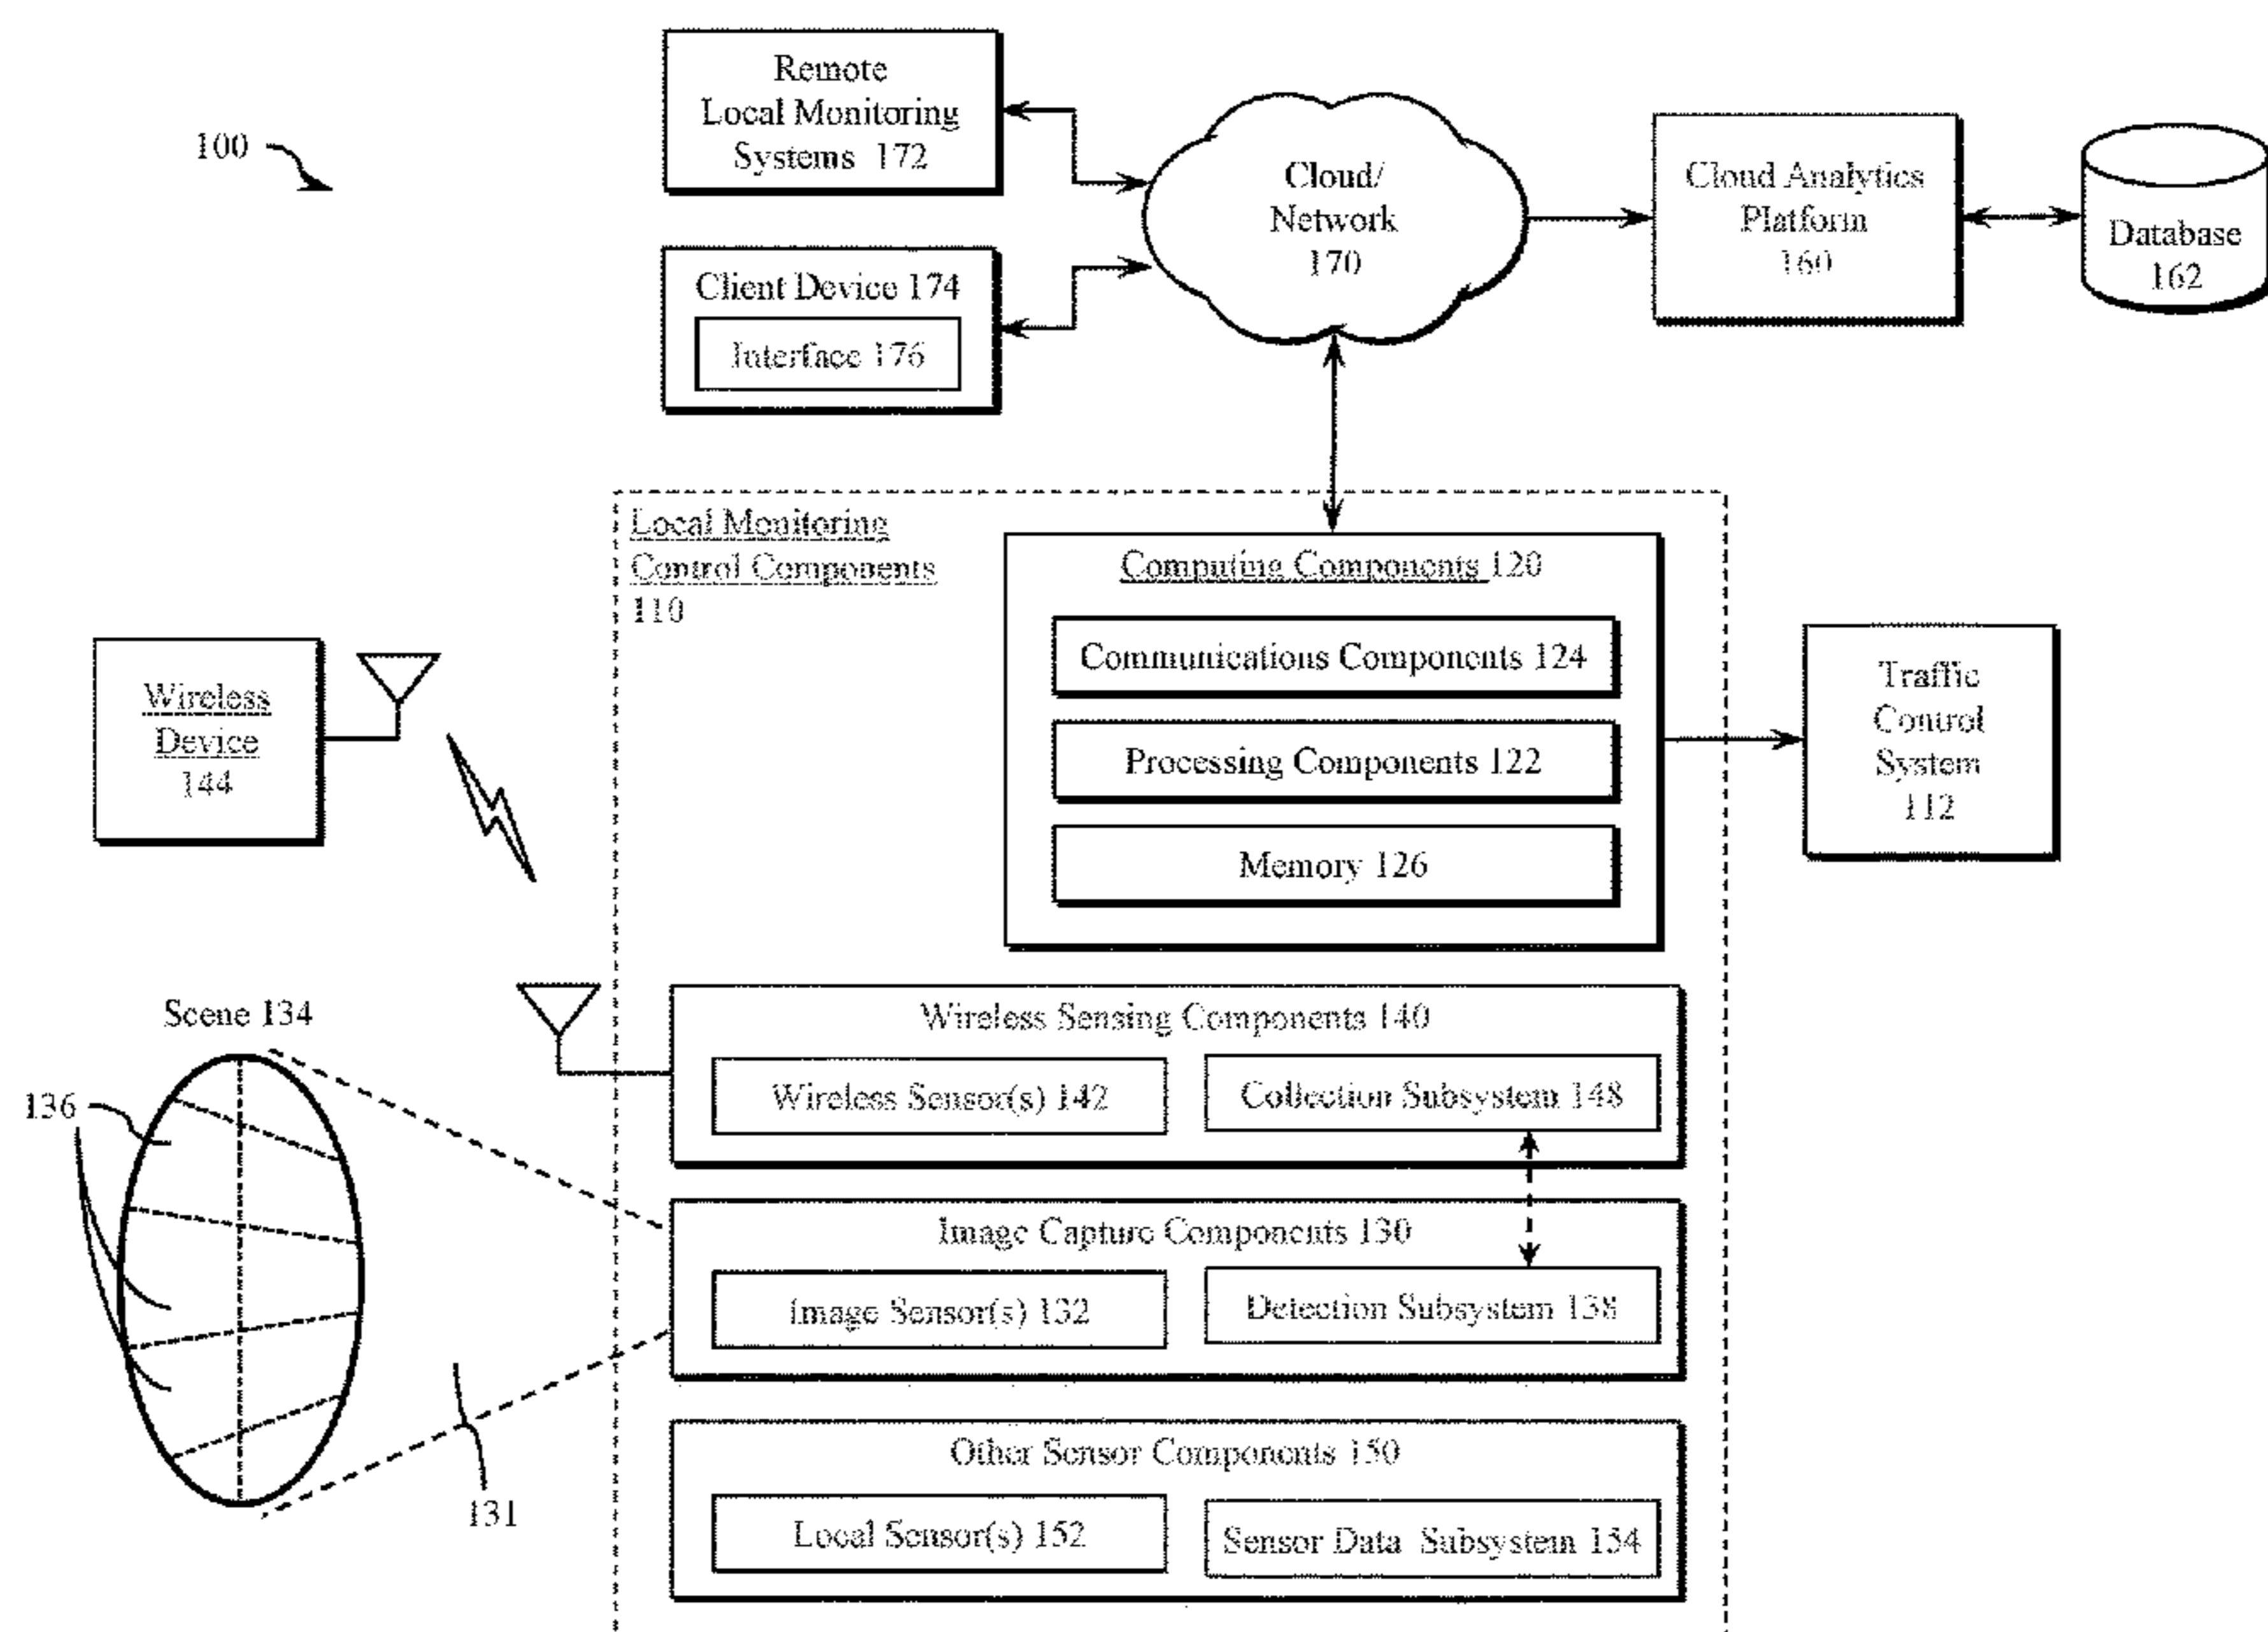 100
Remote
Local Monitoring
Systems 172
Client Device 174
Interface 176
Cloud/
Network
170
Cloud Analytics
Platform
160
Database
162
Local Monitoring
Control Components
110
Computing Components 120
Communications Components 124
Processing Components 122
Memory 126
Traffic
Control
System
112
Wireless
Device
144
Wireless Sensing Components 140
Wireless Sensor(s) 142
Collection Subsystem 148
Scene 134
136
131
Image Capture Components 130
Image Sensor(s) 132
Detection Subsystem 138
Other Sensor Components 150
Local Sensor(s) 152
Sensor Data Subsystem 154